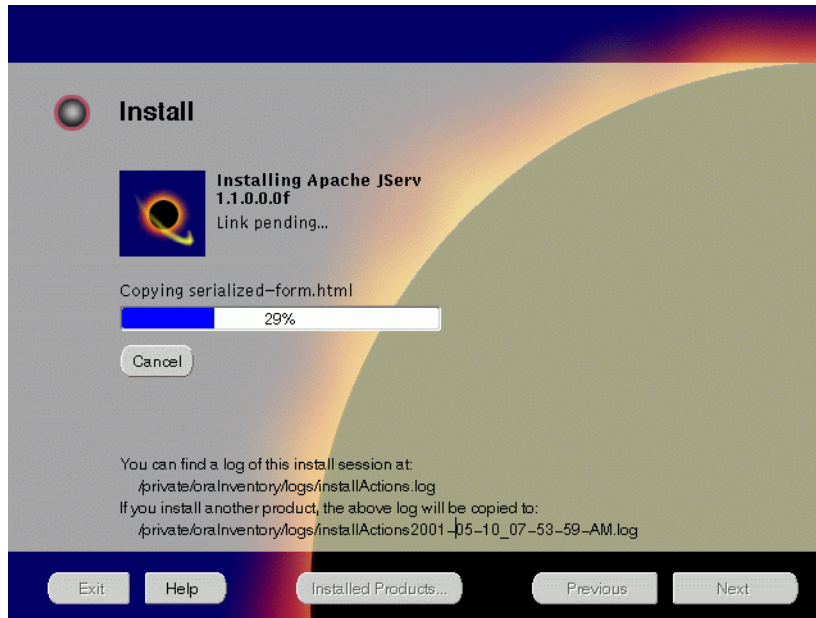 Install
Installing Apache JServ
1.1.0.0.0f
Link pending...
Copying serialized-form.html
29%
Cancel
You can find a log of this install session at:
/private/oraInventory/logs/installActions.log
If you install another product, the above log will be copied to:
/private/oraInventory/logs/installActions2001-05-10_07-53-59-AM.log
Exit
Help
Installed Products...
Previous
Next